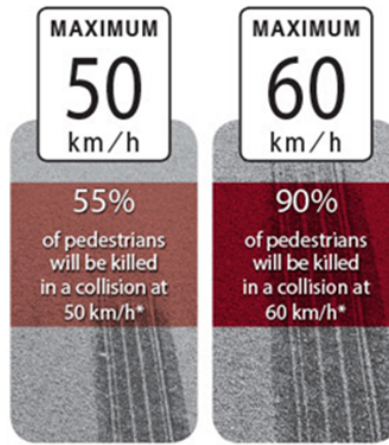 MAXIMUM
50
km/h
55%
of pedestrians
will be killed
in a collision at
50 km/h*
MAXIMUM
60
km/h
90%
of pedestrians
will be killed
in a collision at
60 km/h*